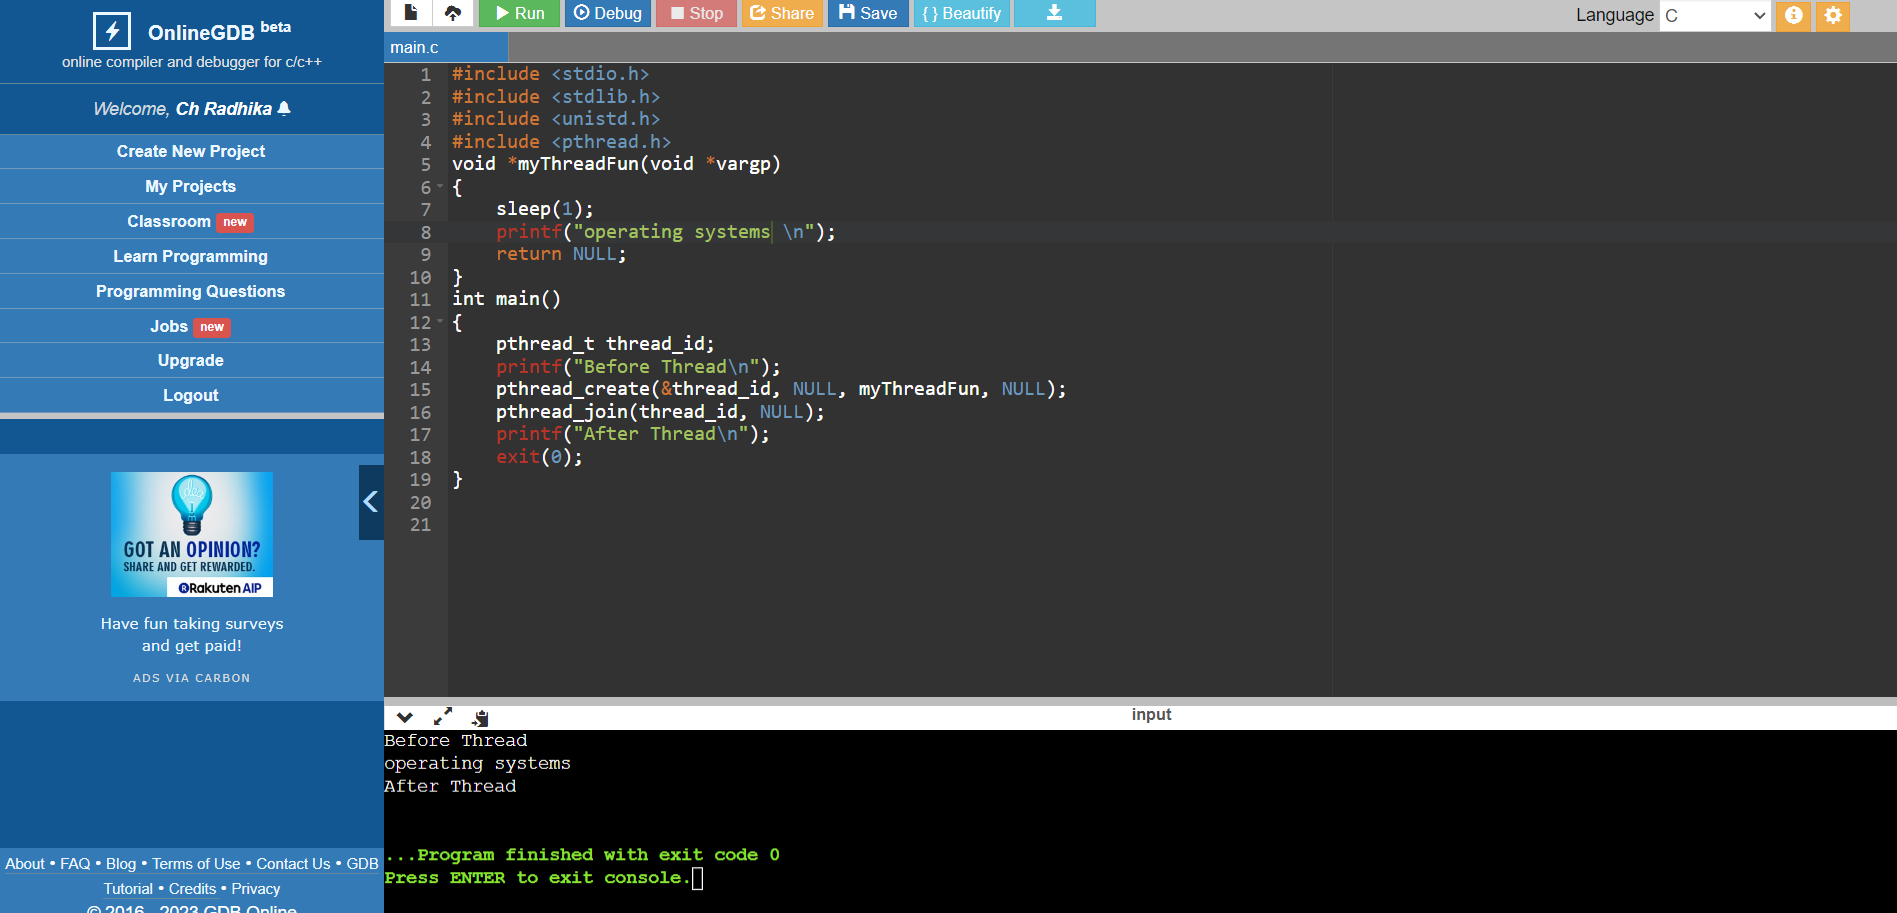 OnlineGDB beta
online compiler and debugger for c/c++
Welcome, Ch Radhika
Create New Project
My Projects
Classroom new
Learn Programming
Programming Questions
Jobs new
Upgrade
Logout
idea
GOT AN OPINION?
SHARE AND GET REWARDED.
Rakuten AIP
Have fun taking surveys
and get paid!
ADS VIA CARBON
About • FAQ • Blog • Terms of Use • Contact Us • GDB
Tutorial • Credits • Privacy
© 2016 - 2023 GDB Online
Run Debug Stop Share Save { } Beautify
Language C
main.c
1 #include <stdio.h>
2 #include <stdlib.h>
3 #include <unistd.h>
4 #include <pthread.h>
5 void *myThreadFun(void *vargp)
6 {
7 sleep(1);
8 printf("operating systems \n");
9 return NULL;
10 }
11 int main()
12 {
13 pthread_t thread_id;
14 printf("Before Thread\n");
15 pthread_create(&thread_id, NULL, myThreadFun, NULL);
16 pthread_join(thread_id, NULL);
17 printf("After Thread\n");
18 exit(0);
19 }
20
21
input
Before Thread
operating systems
After Thread
...Program finished with exit code 0
Press ENTER to exit console.